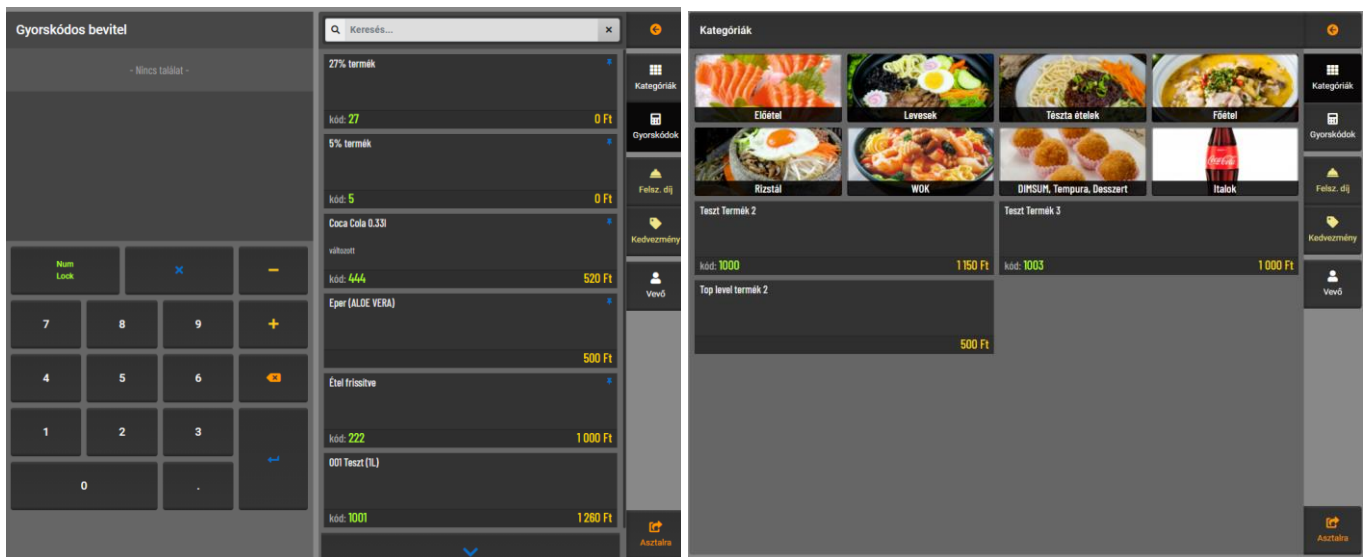 Gyorskódos bevitel
- Nincs találat -
Num
Lock
7
8
9
4
5
6
1
2
3
0
.
Keresés...
27% termék
kód: 27
0 Ft
5% termék
kód: 5
0 Ft
Coca Cola 0.33l
változott
kód: 444
520 Ft
Eper (ALOE VERA)
500 Ft
Étel frissítve
kód: 222
1 000 Ft
001 Teszt (1L)
kód: 1001
1 260 Ft
Kategóriák
Gyorskódok
Felsz. díj
Kedvezmény
Vevő
Asztalra
Kategóriák
Előétel
Levesek
Tészta ételek
Főétel
Rizstál
WOK
DIMSUM, Tempura, Desszert
Italok
Teszt Termék 2
kód: 1000
1 150 Ft
Teszt Termék 3
kód: 1003
1 000 Ft
Top level termék 2
500 Ft
Kategóriák
Gyorskódok
Felsz. díj
Kedvezmény
Vevő
Asztalra